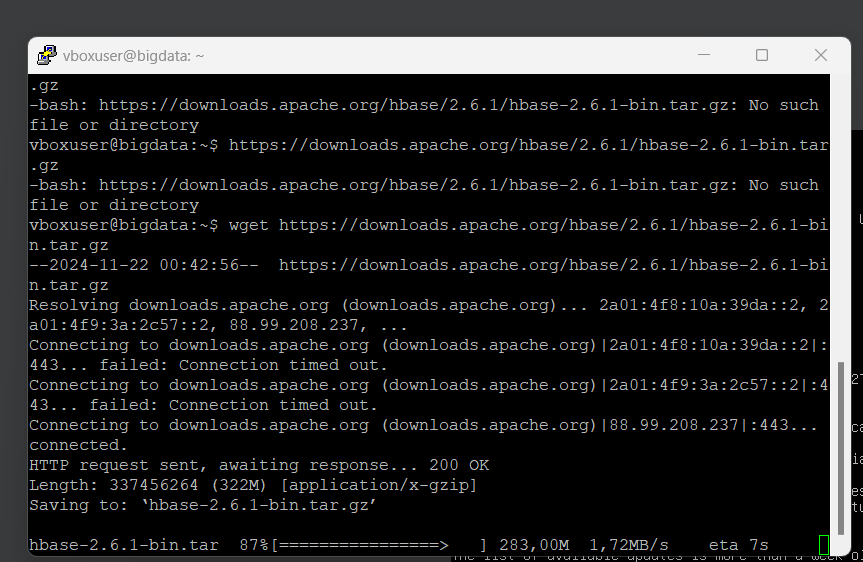 vboxuser@bigdata: ~
.gz
-bash: https://downloads.apache.org/hbase/2.6.1/hbase-2.6.1-bin.tar.gz: No such
file or directory
vboxuser@bigdata:~$ https://downloads.apache.org/hbase/2.6.1/hbase-2.6.1-bin.tar
.gz
-bash: https://downloads.apache.org/hbase/2.6.1/hbase-2.6.1-bin.tar.gz: No such
file or directory
vboxuser@bigdata:~$ wget https://downloads.apache.org/hbase/2.6.1/hbase-2.6.1-bi
n.tar.gz
--2024-11-22 00:42:56--  https://downloads.apache.org/hbase/2.6.1/hbase-2.6.1-bi
n.tar.gz
Resolving downloads.apache.org (downloads.apache.org)... 2a01:4f8:10a:39da::2, 2
a01:4f9:3a:2c57::2, 88.99.208.237, ...
Connecting to downloads.apache.org (downloads.apache.org)|2a01:4f8:10a:39da::2|:
443... failed: Connection timed out.
Connecting to downloads.apache.org (downloads.apache.org)|2a01:4f9:3a:2c57::2|:4
43... failed: Connection timed out.
Connecting to downloads.apache.org (downloads.apache.org)|88.99.208.237|:443...
connected.
HTTP request sent, awaiting response... 200 OK
Length: 337456264 (322M) [application/x-gzip]
Saving to: ‘hbase-2.6.1-bin.tar.gz’
hbase-2.6.1-bin.tar  87%[================>   ] 283,00M  1,72MB/s    eta 7s
The list of available updates is more than a week